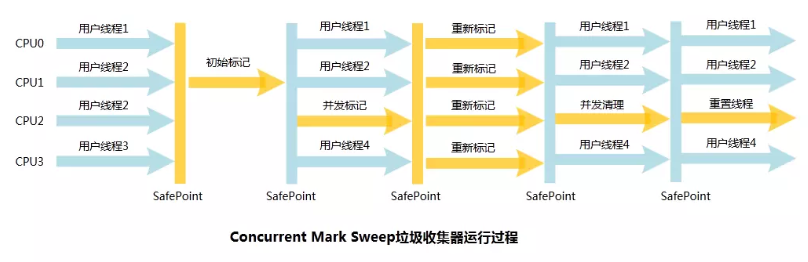 用户线程1 用户线程1 重新标记 用户线程1 用户线程1
CPU0
初始标记
用户线程2 用户线程2 重新标记 用户线程2 用户线程2
CPU1
用户线程2 并发标记 重新标记 并发清理 重置线程
CPU2
用户线程3 用户线程4 重新标记 用户线程4 用户线程4
CPU3
SafePoint SafePoint SafePoint SafePoint SafePoint
Concurrent Mark Sweep垃圾收集器运行过程